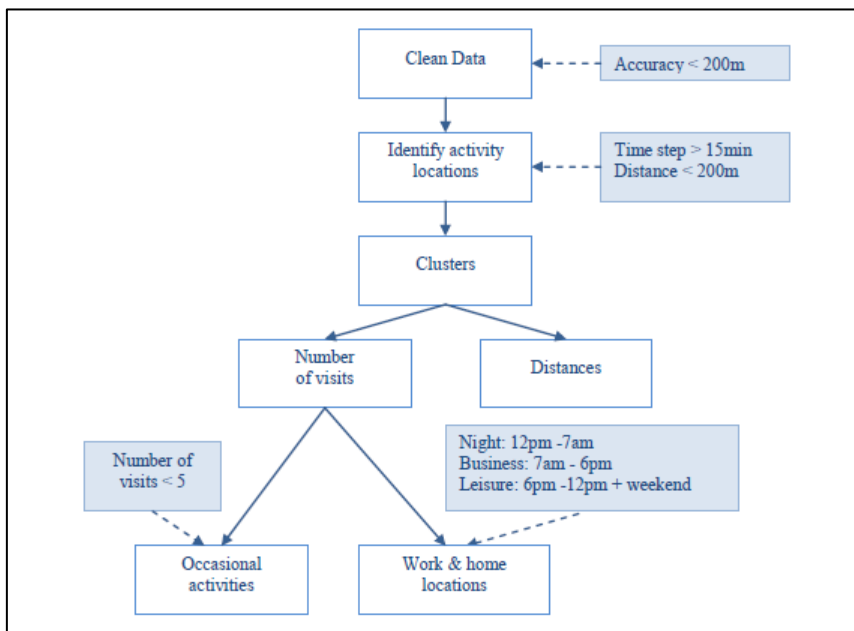 Clean Data
Accuracy < 200m
Identify activity
locations
Time step > 15min
Distance < 200m
Clusters
Number
of visits
Distances
Number of
visits < 5
Night: 12pm -7am
Business: 7am - 6pm
Leisure: 6pm -12pm + weekend
Occasional
activities
Work & home
locations